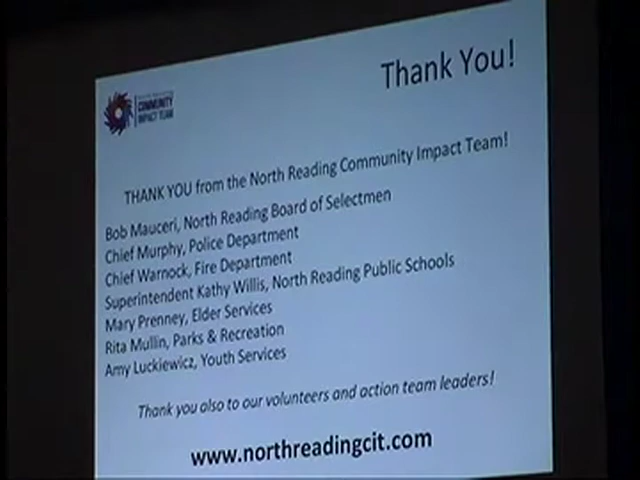 Thank You!
COMMUNITY
IMPACT TEAM
THANK YOU from the North Reading Community Impact Team!
Bob Mauceri, North Reading Board of Selectmen
Chief Murphy, Police Department
Chief Warnock, Fire Department
Superintendent Kathy Willis, North Reading Public Schools
Mary Prenney, Elder Services
Rita Mullin, Parks & Recreation
Amy Luckiewicz, Youth Services
Thank you also to our volunteers and action team leaders!
www.northreadingcit.com